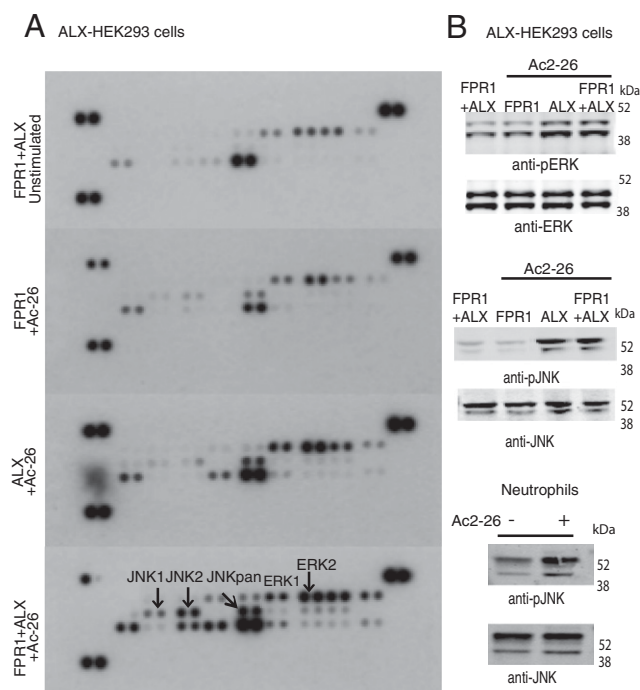 A ALX-HEK293 cells
FPR1+ALX
Unstimulated
FPR1
+Ac-26
ALX
+Ac-26
FPR1+ALX
+Ac-26
JNK1 JNK2 JNKpan ERK1 ERK2
B ALX-HEK293 cells
Ac2-26
FPR1
+ALX FPR1 ALX FPR1
+ALX kDa
52
38
anti-pERK
52
38
anti-ERK
Ac2-26
FPR1
+ALX FPR1 ALX FPR1
+ALX kDa
52
38
anti-pJNK
52
38
anti-JNK
Neutrophils
Ac2-26 - +
kDa
52
38
anti-pJNK
52
38
anti-JNK